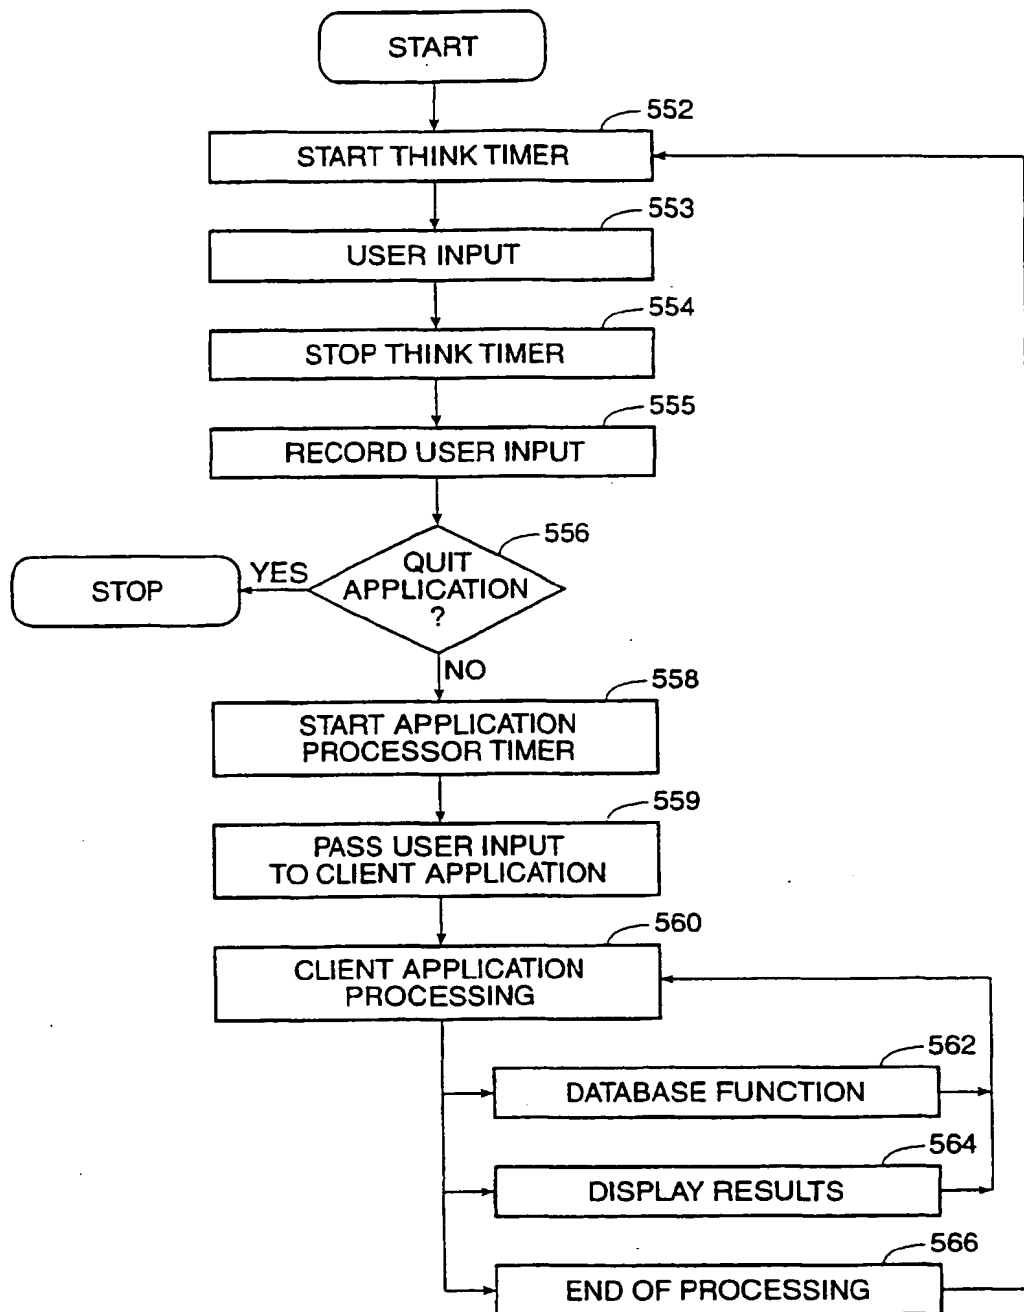 START
552
START THINK TIMER
553
USER INPUT
554
STOP THINK TIMER
555
RECORD USER INPUT
556
QUIT
APPLICATION
?
YES
STOP
NO
558
START APPLICATION
PROCESSOR TIMER
559
PASS USER INPUT
TO CLIENT APPLICATION
560
CLIENT APPLICATION
PROCESSING
562
DATABASE FUNCTION
564
DISPLAY RESULTS
566
END OF PROCESSING